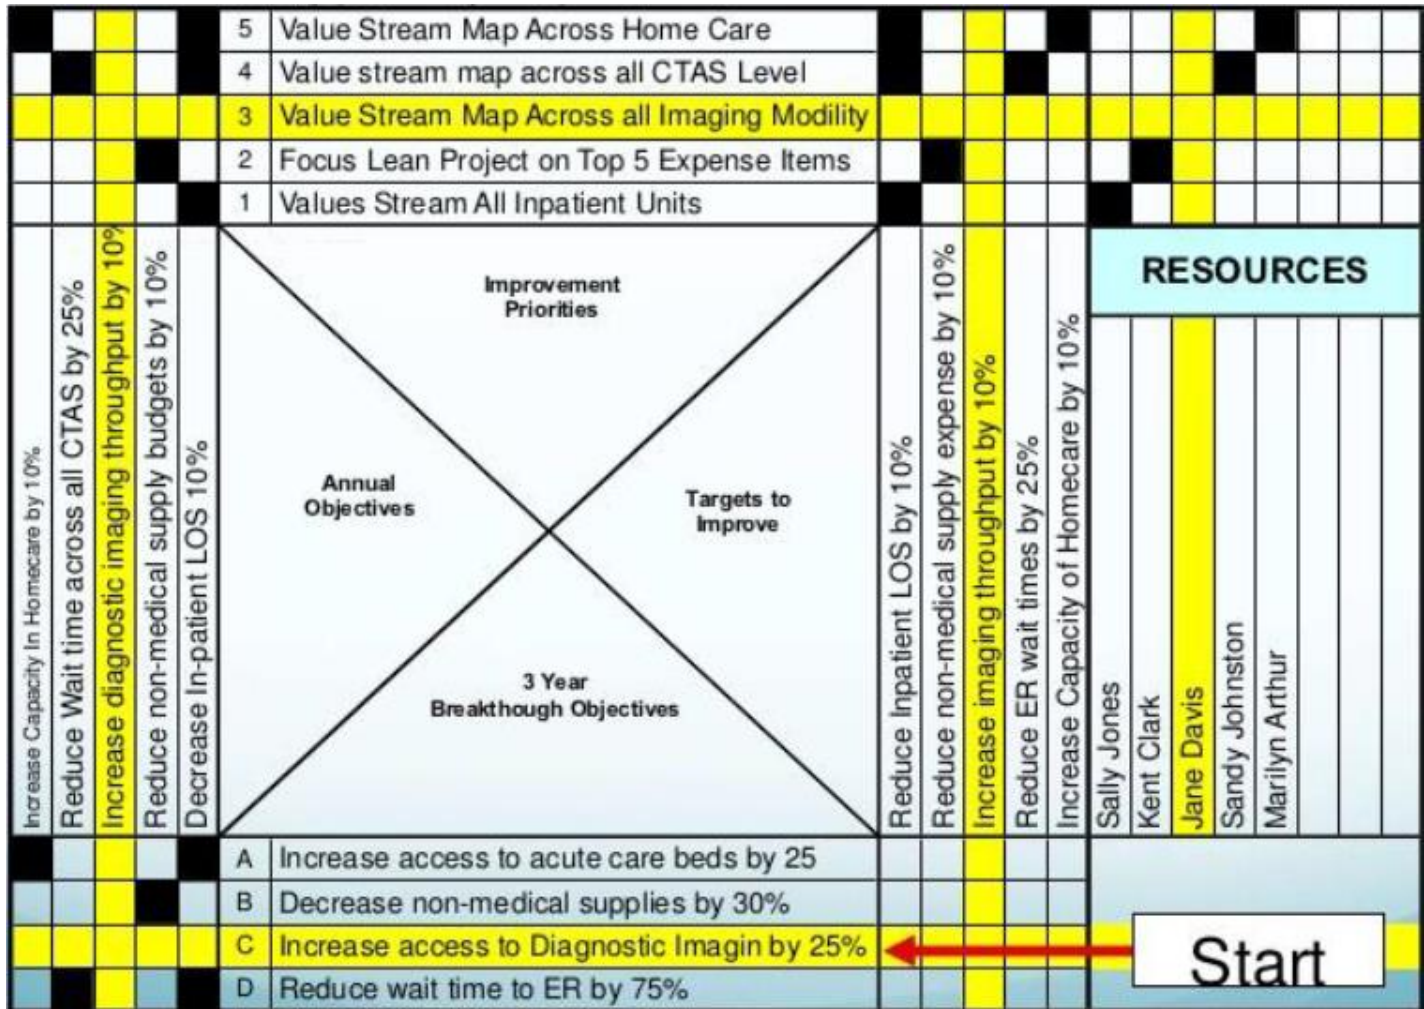 5 Value Stream Map Across Home Care
4 Value stream map across all CTAS Level
3 Value Stream Map Across all Imaging Modility
2 Focus Lean Project on Top 5 Expense Items
1 Values Stream All Inpatient Units
Increase Capacity In Homecare by 10%
Reduce Wait time across all CTAS by 25%
Increase diagnostic imaging throughput by 10%
Reduce non-medical supply budgets by 10%
Decrease In-patient LOS 10%
Improvement
Priorities
Annual
Objectives
Targets to
Improve
3 Year
Breakthough Objectives
Reduce Inpatient LOS by 10%
Reduce non-medical supply expense by 10%
Increase imaging throughput by 10%
Reduce ER wait times by 25%
Increase Capacity of Homecare by 10%
RESOURCES
Sally Jones
Kent Clark
Jane Davis
Sandy Johnston
Marilyn Arthur
A Increase access to acute care beds by 25
B Decrease non-medical supplies by 30%
C Increase access to Diagnostic Imagin by 25%
D Reduce wait time to ER by 75%
Start